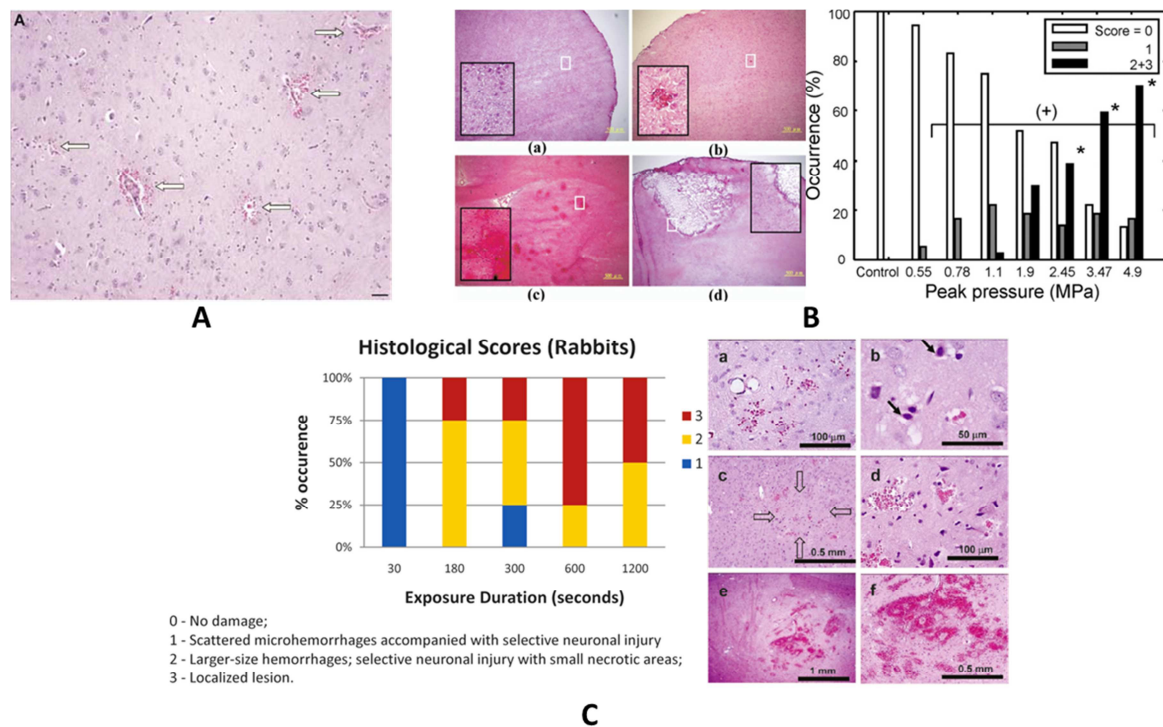 A
(a)
(b)
(c)
(d)
Score = 0
1
2+3
Occurrence (%)
100
80
60
40
20
0
(+)
*
*
*
Control 0.55 0.78 1.1 1.9 2.45 3.47 4.9
Peak pressure (MPa)
A
B
Histological Scores (Rabbits)
% occurence
100%
75%
50%
25%
0%
3
2
1
30 180 300 600 1200
Exposure Duration (seconds)
0 - No damage;
1 - Scattered microhemorrhages accompanied with selective neuronal injury
2 - Larger-size hemorrhages; selective neuronal injury with small necrotic areas;
3 - Localized lesion.
a
100 µm
b
50 µm
c
0.5 mm
d
100 µm
e
1 mm
f
0.5 mm
C